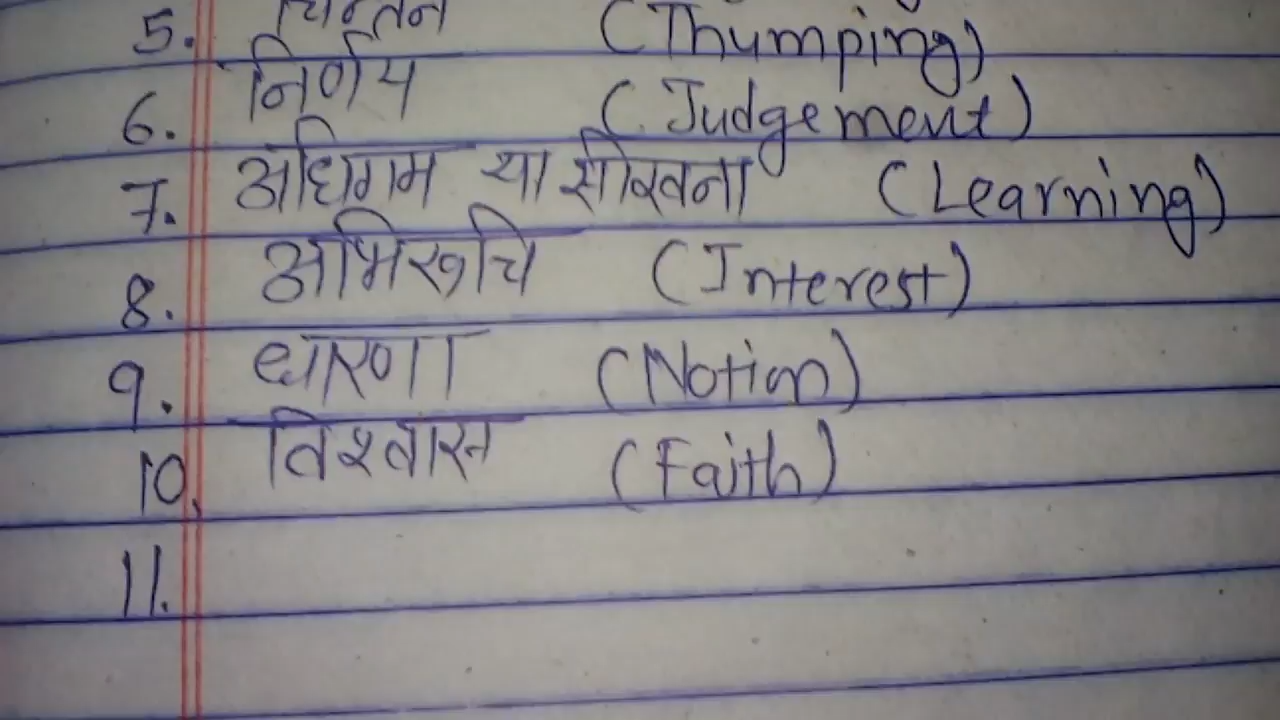 5. चिन्तन (Thumping)
6. निर्णय (Judgement)
7. अधिगम या सीखना (Learning)
8. अभिरूचि (Interest)
9. धारणा (Notion)
10. विश्वास (Faith)
11.